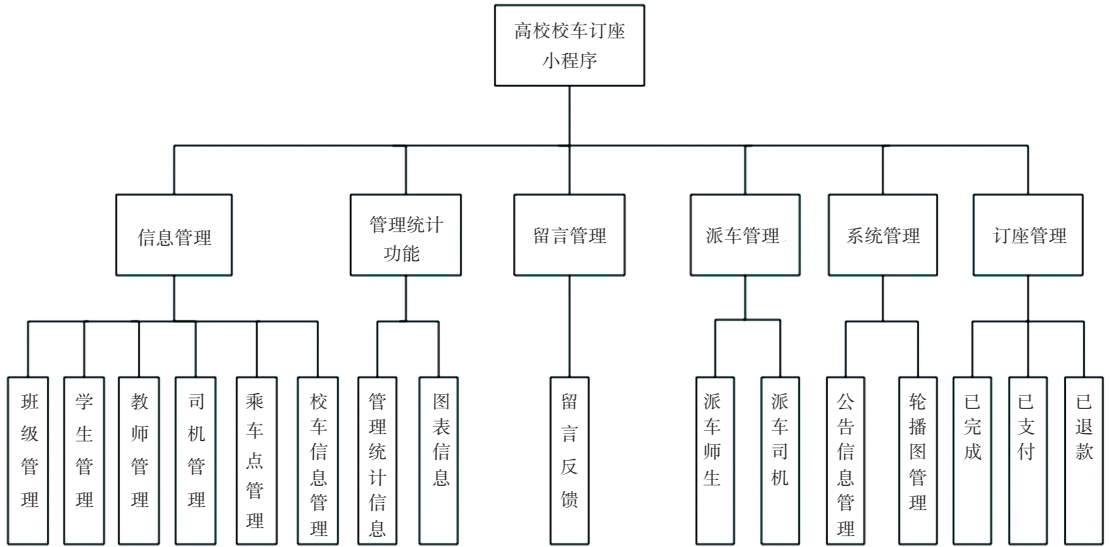 高校校车订座
小程序
信息管理
管理统计
功能
留言管理
派车管理
系统管理
订座管理
班级管理
学生管理
教师管理
司机管理
乘车点管理
校车信息管理
管理统计信息
图表信息
留言反馈
派车师生
派车司机
公告信息管理
轮播图管理
已完成
已支付
已退款